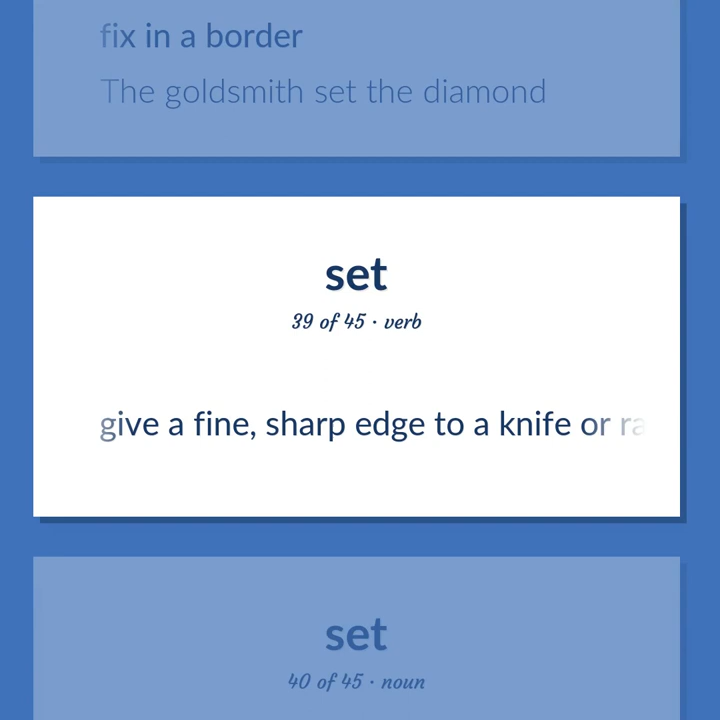 fix in a border
The goldsmith set the diamond
set
39 of 45 · verb
give a fine, sharp edge to a knife or
set
40 of 45 · noun